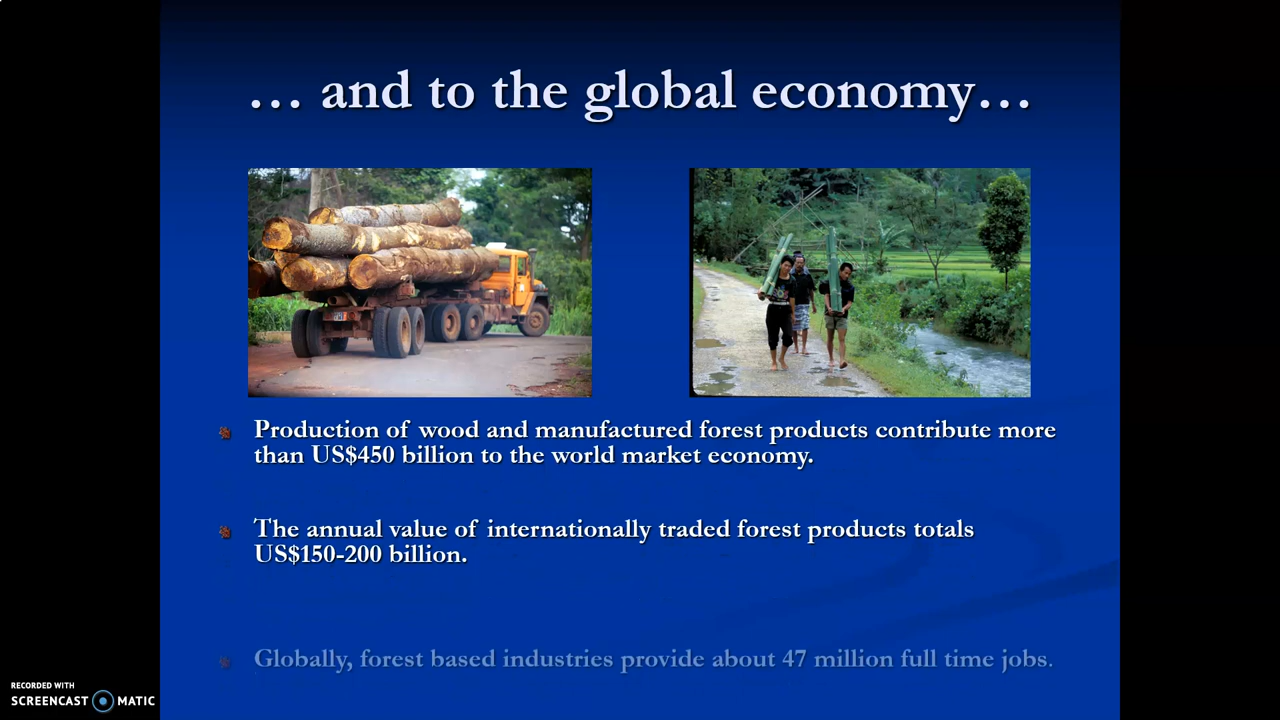 … and to the global economy…
Production of wood and manufactured forest products contribute more
than US$450 billion to the world market economy.
The annual value of internationally traded forest products totals
US$150-200 billion.
Globally, forest based industries provide about 47 million full time jobs.
RECORDED WITH
SCREENCAST MATIC